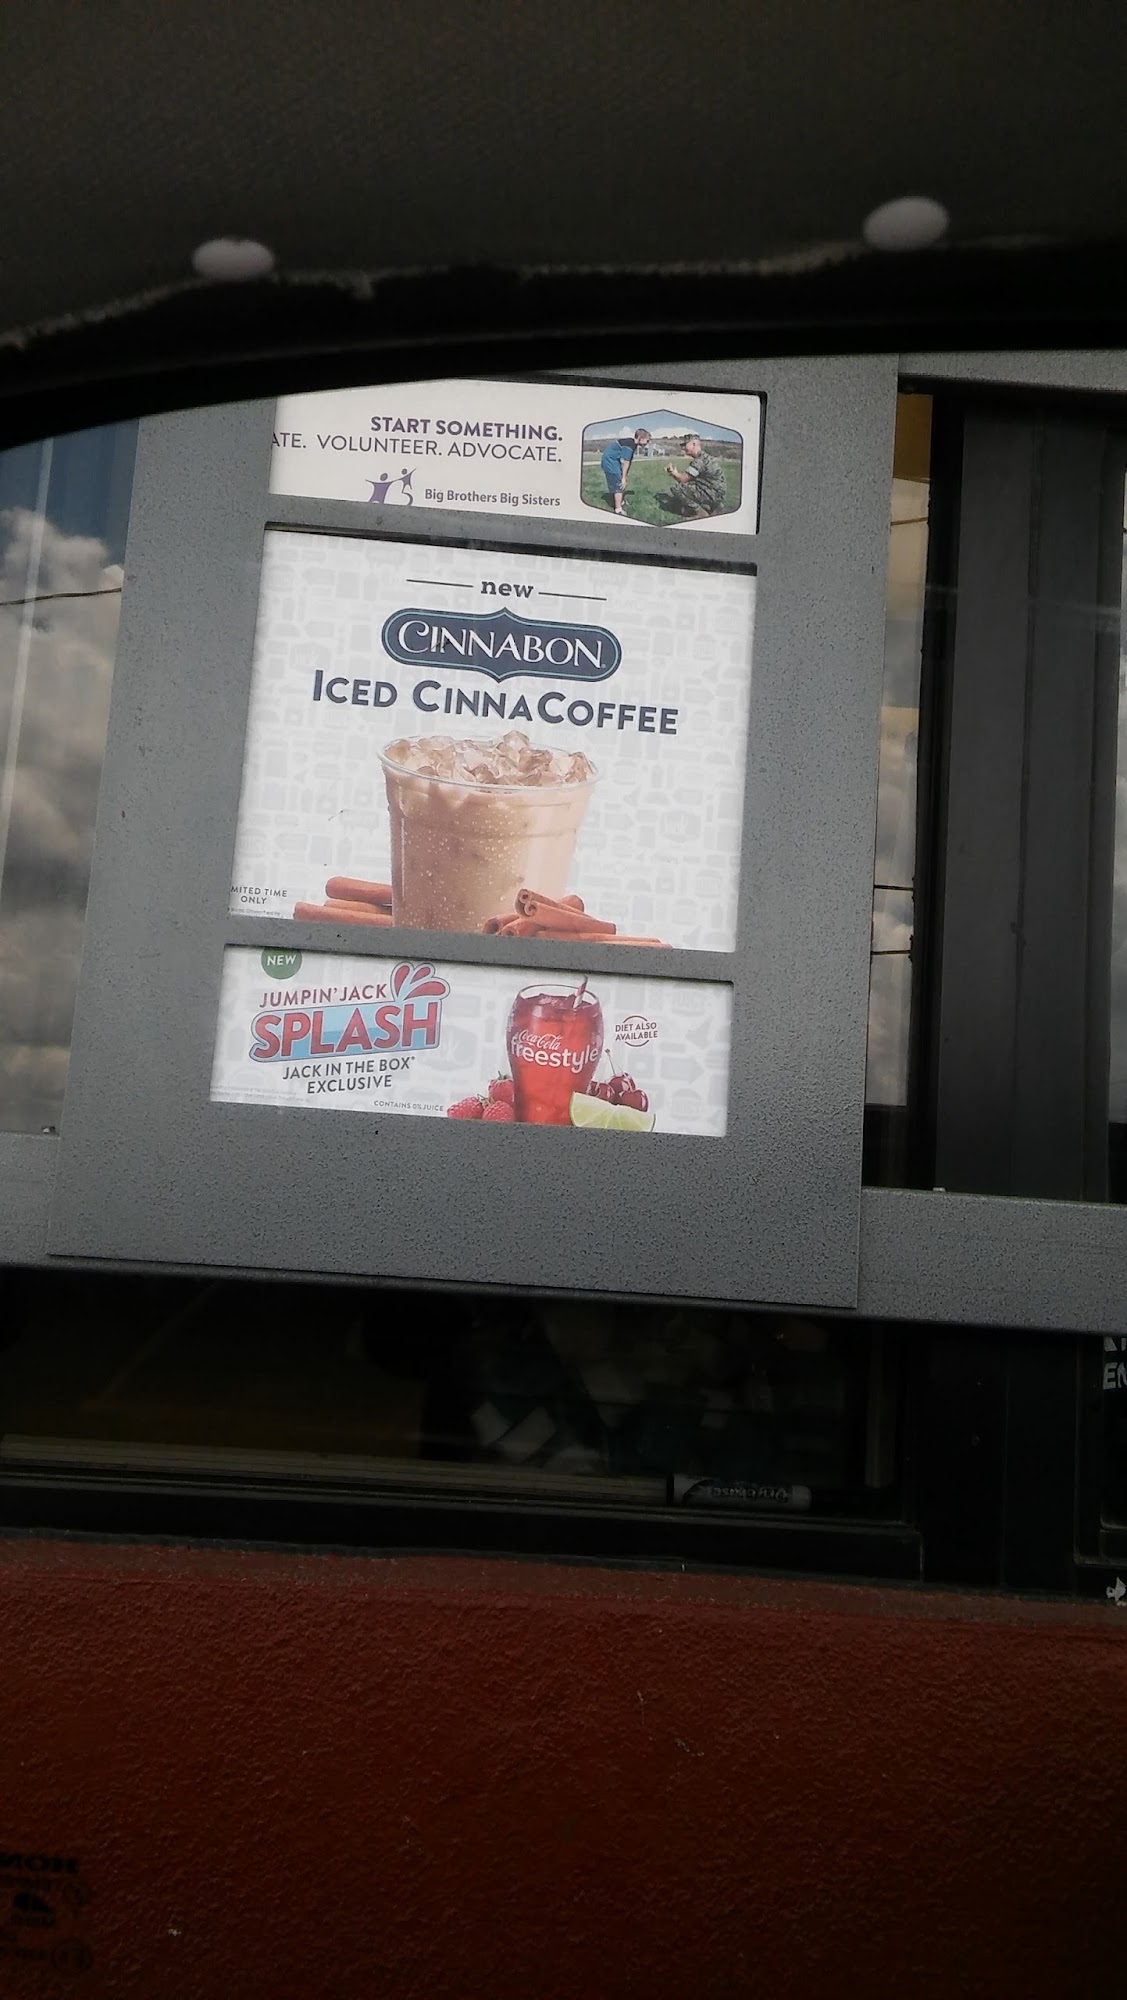 START SOMETHING.
ATE. VOLUNTEER. ADVOCATE.
Big Brothers Big Sisters
new
CINNABON
ICED CINNACOFFEE
MITED TIME
ONLY
NEW
JUMPIN' JACK
SPLASH
JACK IN THE BOX®
EXCLUSIVE
CONTAINS 0% JUICE
Coca-Cola
freestyle
DIET ALSO
AVAILABLE